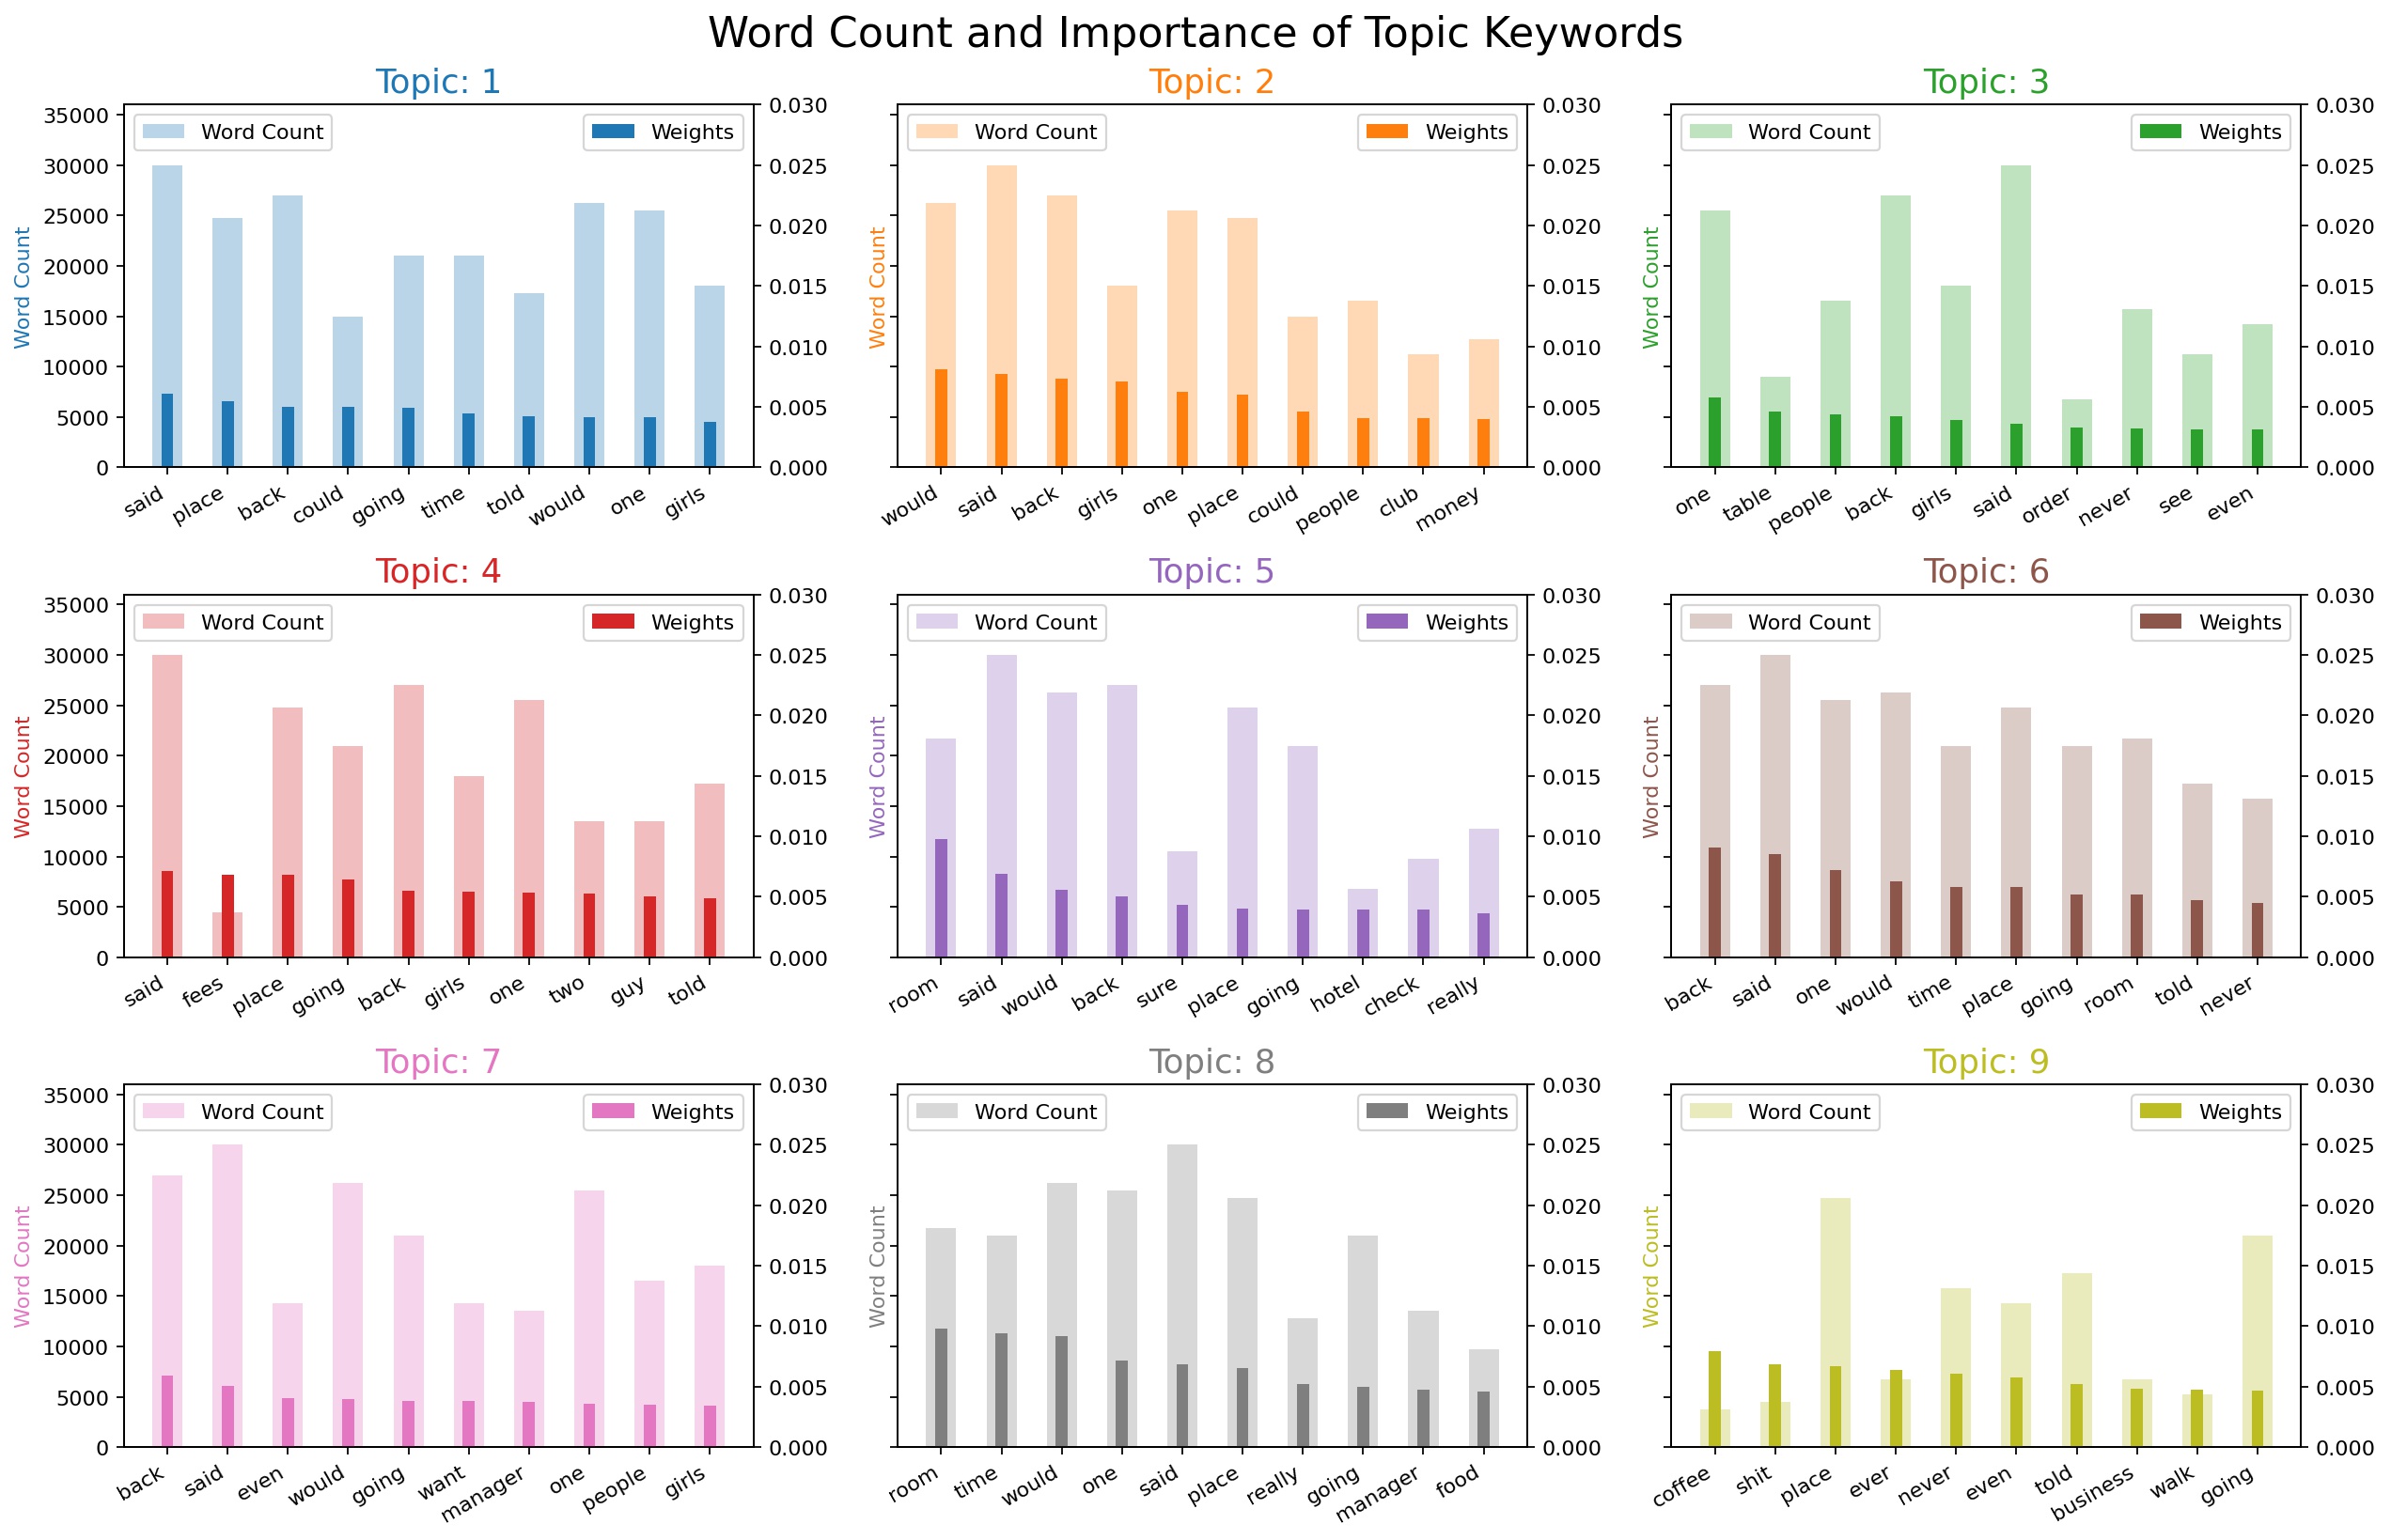 Word Count and Importance of Topic Keywords
Topic: 1
Topic: 2
Topic: 3
Word Count
Weights
Word Count
Weights
Word Count
Weights
Word Count
35000
30000
25000
20000
15000
10000
5000
0
0.030
0.025
0.020
0.015
0.010
0.005
0.000
said place back could going time told would one girls
Word Count
0.030
0.025
0.020
0.015
0.010
0.005
0.000
would said back girls one place could people club money
Word Count
0.030
0.025
0.020
0.015
0.010
0.005
0.000
one table people back girls said order never see even
Topic: 4
Topic: 5
Topic: 6
Word Count
Weights
Word Count
Weights
Word Count
Weights
Word Count
35000
30000
25000
20000
15000
10000
5000
0
0.030
0.025
0.020
0.015
0.010
0.005
0.000
said fees place going back girls one two guy told
Word Count
0.030
0.025
0.020
0.015
0.010
0.005
0.000
room said would back sure place going hotel check really
Word Count
0.030
0.025
0.020
0.015
0.010
0.005
0.000
back said one would time place going room told never
Topic: 7
Topic: 8
Topic: 9
Word Count
Weights
Word Count
Weights
Word Count
Weights
Word Count
35000
30000
25000
20000
15000
10000
5000
0
0.030
0.025
0.020
0.015
0.010
0.005
0.000
back said even would going want manager one people girls
Word Count
0.030
0.025
0.020
0.015
0.010
0.005
0.000
room time would one said place really going manager food
Word Count
0.030
0.025
0.020
0.015
0.010
0.005
0.000
coffee shit place ever never even told business walk going